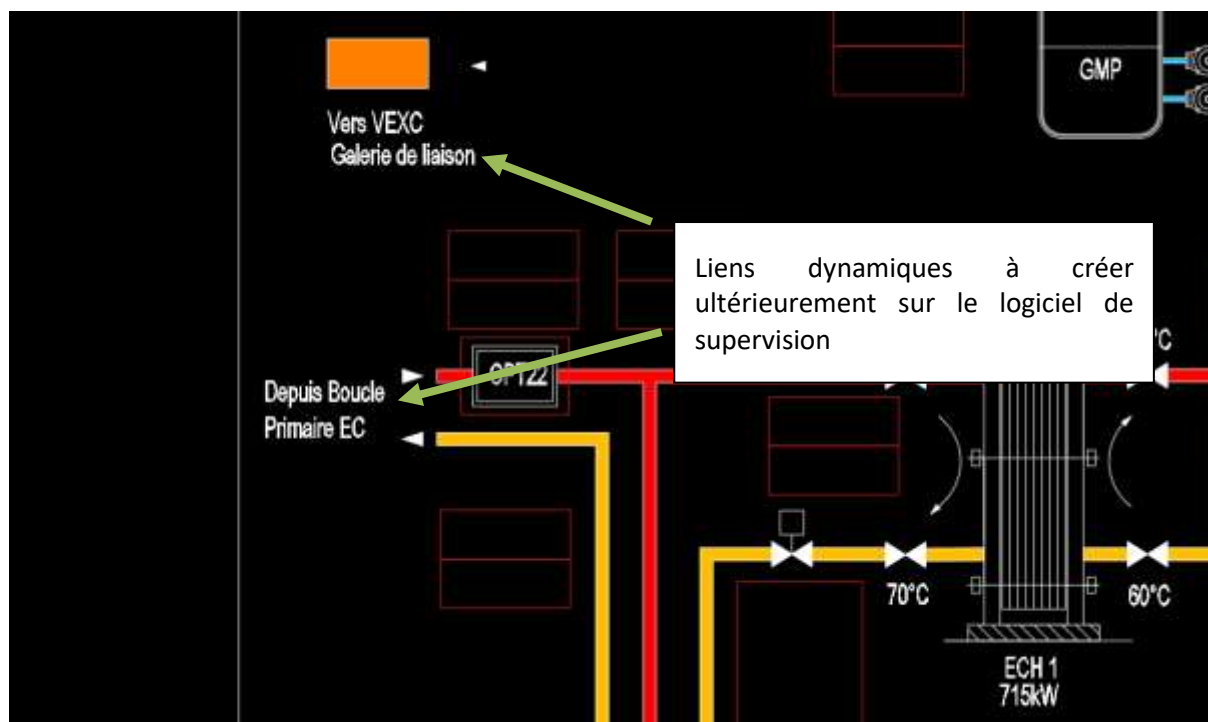 GMP
Vers VEXC
Galerie de liaison
Liens dynamiques à créer
ultérieurement sur le logiciel de
supervision
°C
CPT22
Depuis Boucle
Primaire EC
70°C
60°C
ECH 1
715kW